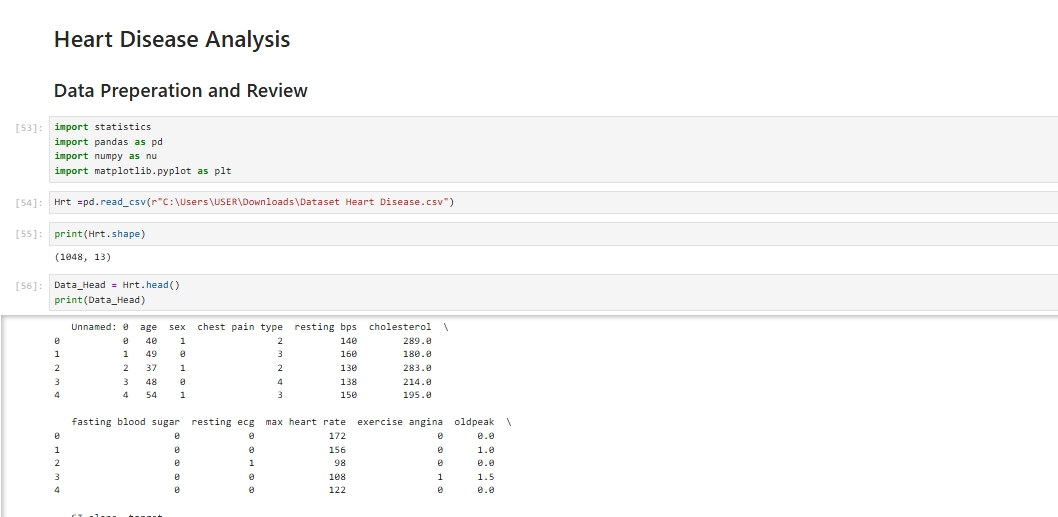 Heart Disease Analysis
Data Preperation and Review
[53]: import statistics
import pandas as pd
import numpy as nu
import matplotlib.pyplot as plt
[54]: Hrt =pd.read_csv(r"C:\Users\USER\Downloads\Dataset Heart Disease.csv")
[55]: print(Hrt.shape)
(1048, 13)
[56]: Data_Head = Hrt.head()
print(Data_Head)
Unnamed: 0 age sex chest pain type resting bps cholesterol \
0 0 40 1 2 140 289.0
1 1 49 0 3 160 180.0
2 2 37 1 2 130 283.0
3 3 48 0 4 138 214.0
4 4 54 1 3 150 195.0
fasting blood sugar resting ecg max heart rate exercise angina oldpeak \
0 0 0 172 0 0.0
1 0 0 156 0 1.0
2 0 1 98 0 0.0
3 0 0 108 1 1.5
4 0 0 122 0 0.0
ST slope target